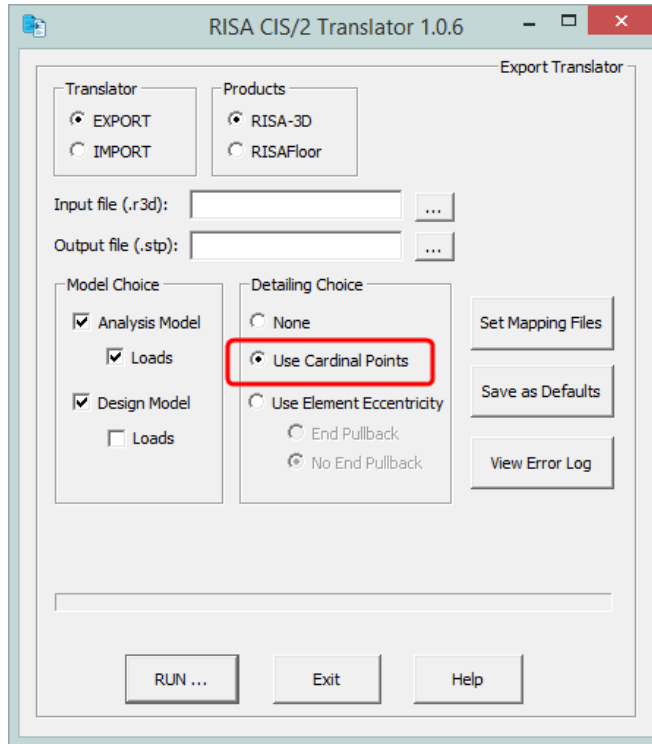 RISA CIS/2 Translator 1.0.6
Export Translator
Translator
EXPORT
IMPORT
Products
RISA-3D
RISAFloor
Input file (.r3d):
...
Output file (.stp):
...
Model Choice
Analysis Model
Loads
Design Model
Loads
Detailing Choice
None
Use Cardinal Points
Use Element Eccentricity
End Pullback
No End Pullback
Set Mapping Files
Save as Defaults
View Error Log
RUN ...
Exit
Help